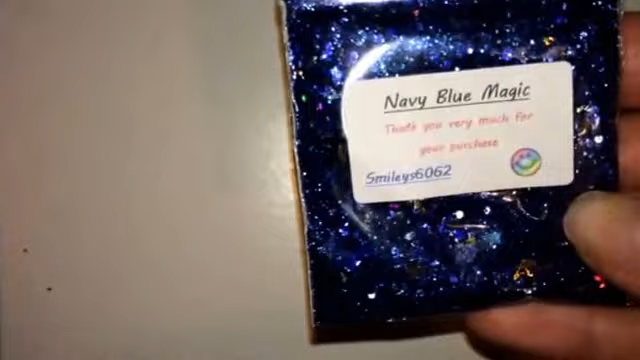 Navy Blue Magic
Thank you very much for
your purchase
Smileys6062